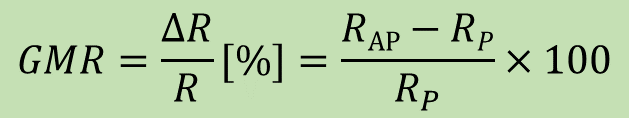 GMR = ΔR/R [%] = (R_AP − R_P)/R_P × 100